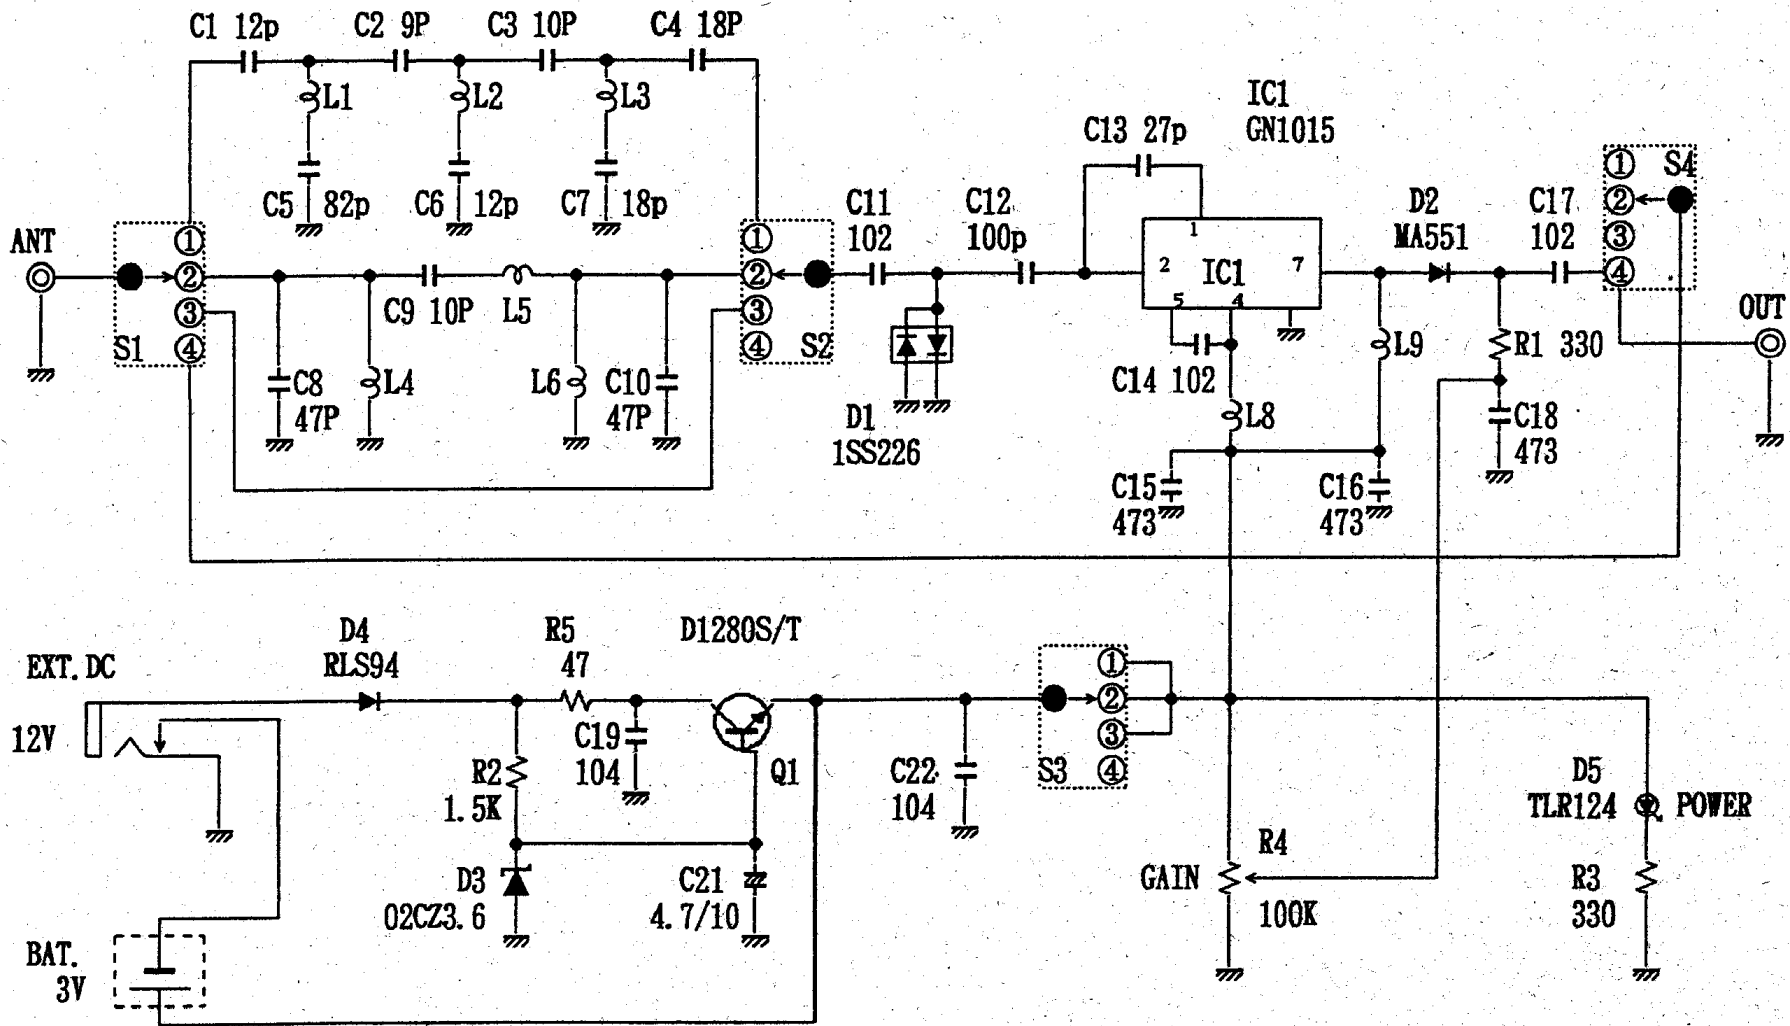 C1 12p
C2 9P
C3 10P
C4 18P
L1
L2
L3
C5 82p
C6 12p
C7 18p
IC1
GN1015
C13 27p
ANT
①
②
③
④
S1
C9 10P
L5
C8
47P
L4
L6
C10
47P
①
②
③
④
S2
C11
102
C12
100p
D1
1SS226
1
2
IC1
7
5
4
C14 102
L8
L9
D2
MA551
C17
102
R1 330
C18
473
C15
473
C16
473
①
②
③
④
S4
OUT
EXT. DC
12V
D4
RLS94
R5
47
D1280S/T
C19
104
R2
1.5K
Q1
D3
02CZ3.6
C21
4.7/10
C22
104
①
②
③
④
S3
GAIN
R4
100K
D5
TLR124
POWER
R3
330
BAT.
3V